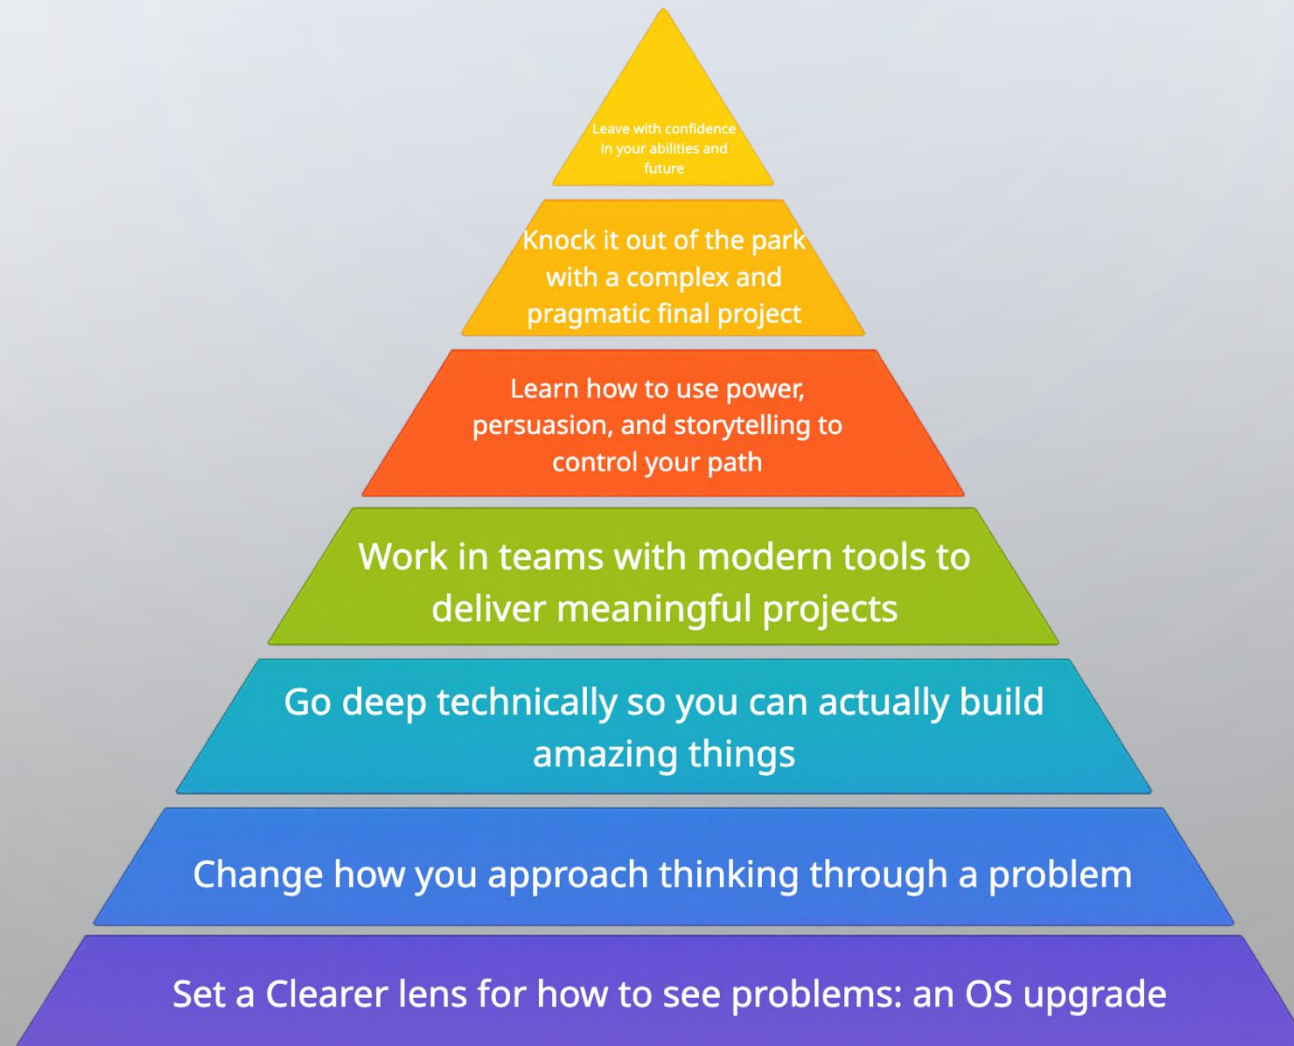 Leave with confidence
in your abilities and
future
Knock it out of the park
with a complex and
pragmatic final project
Learn how to use power,
persuasion, and storytelling to
control your path
Work in teams with modern tools to
deliver meaningful projects
Go deep technically so you can actually build
amazing things
Change how you approach thinking through a problem
Set a Clearer lens for how to see problems: an OS upgrade